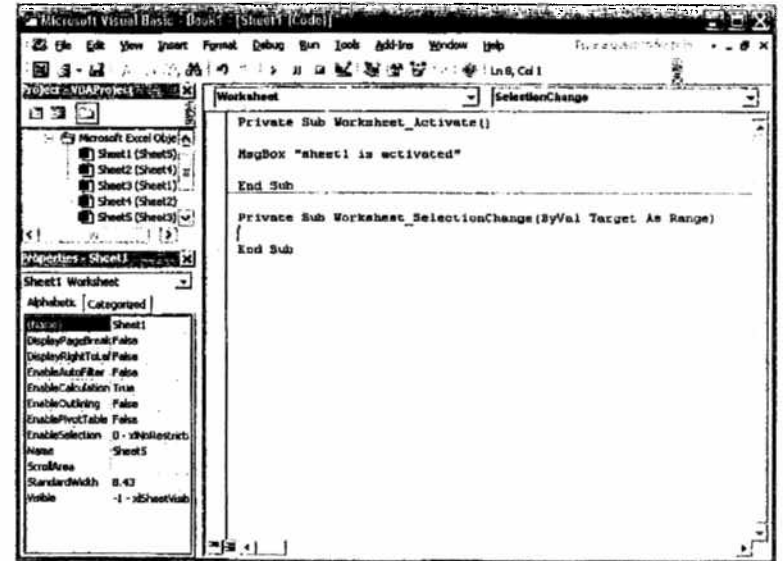 Microsoft Visual Basic - Book1 - [Sheet1 (Code)]
File Edit View Insert Format Debug Run Tools Add-Ins Window Help
Ln 8, Col 1
Project - VBAProject
Worksheet
SelectionChange
Microsoft Excel Obje
Sheet1 (Sheet5)
Sheet2 (Sheet4)
Sheet3 (Sheet1)
Sheet4 (Sheet2)
Sheet5 (Sheet3)
Private Sub Worksheet_Activate()
MsgBox "sheet1 is activated"
End Sub
Private Sub Worksheet_SelectionChange(ByVal Target As Range)
End Sub
Properties - Sheet1
Sheet1 Worksheet
Alphabetic Categorized
(Name) Sheet1
DisplayPageBreak False
DisplayRightToLef False
EnableAutoFilter False
EnableCalculation True
EnableOutlining False
EnablePivotTable False
EnableSelection 0 - xlNoRestrict
Name Sheet5
ScrollArea
StandardWidth 8.43
Visible -1 - xlSheetVisib